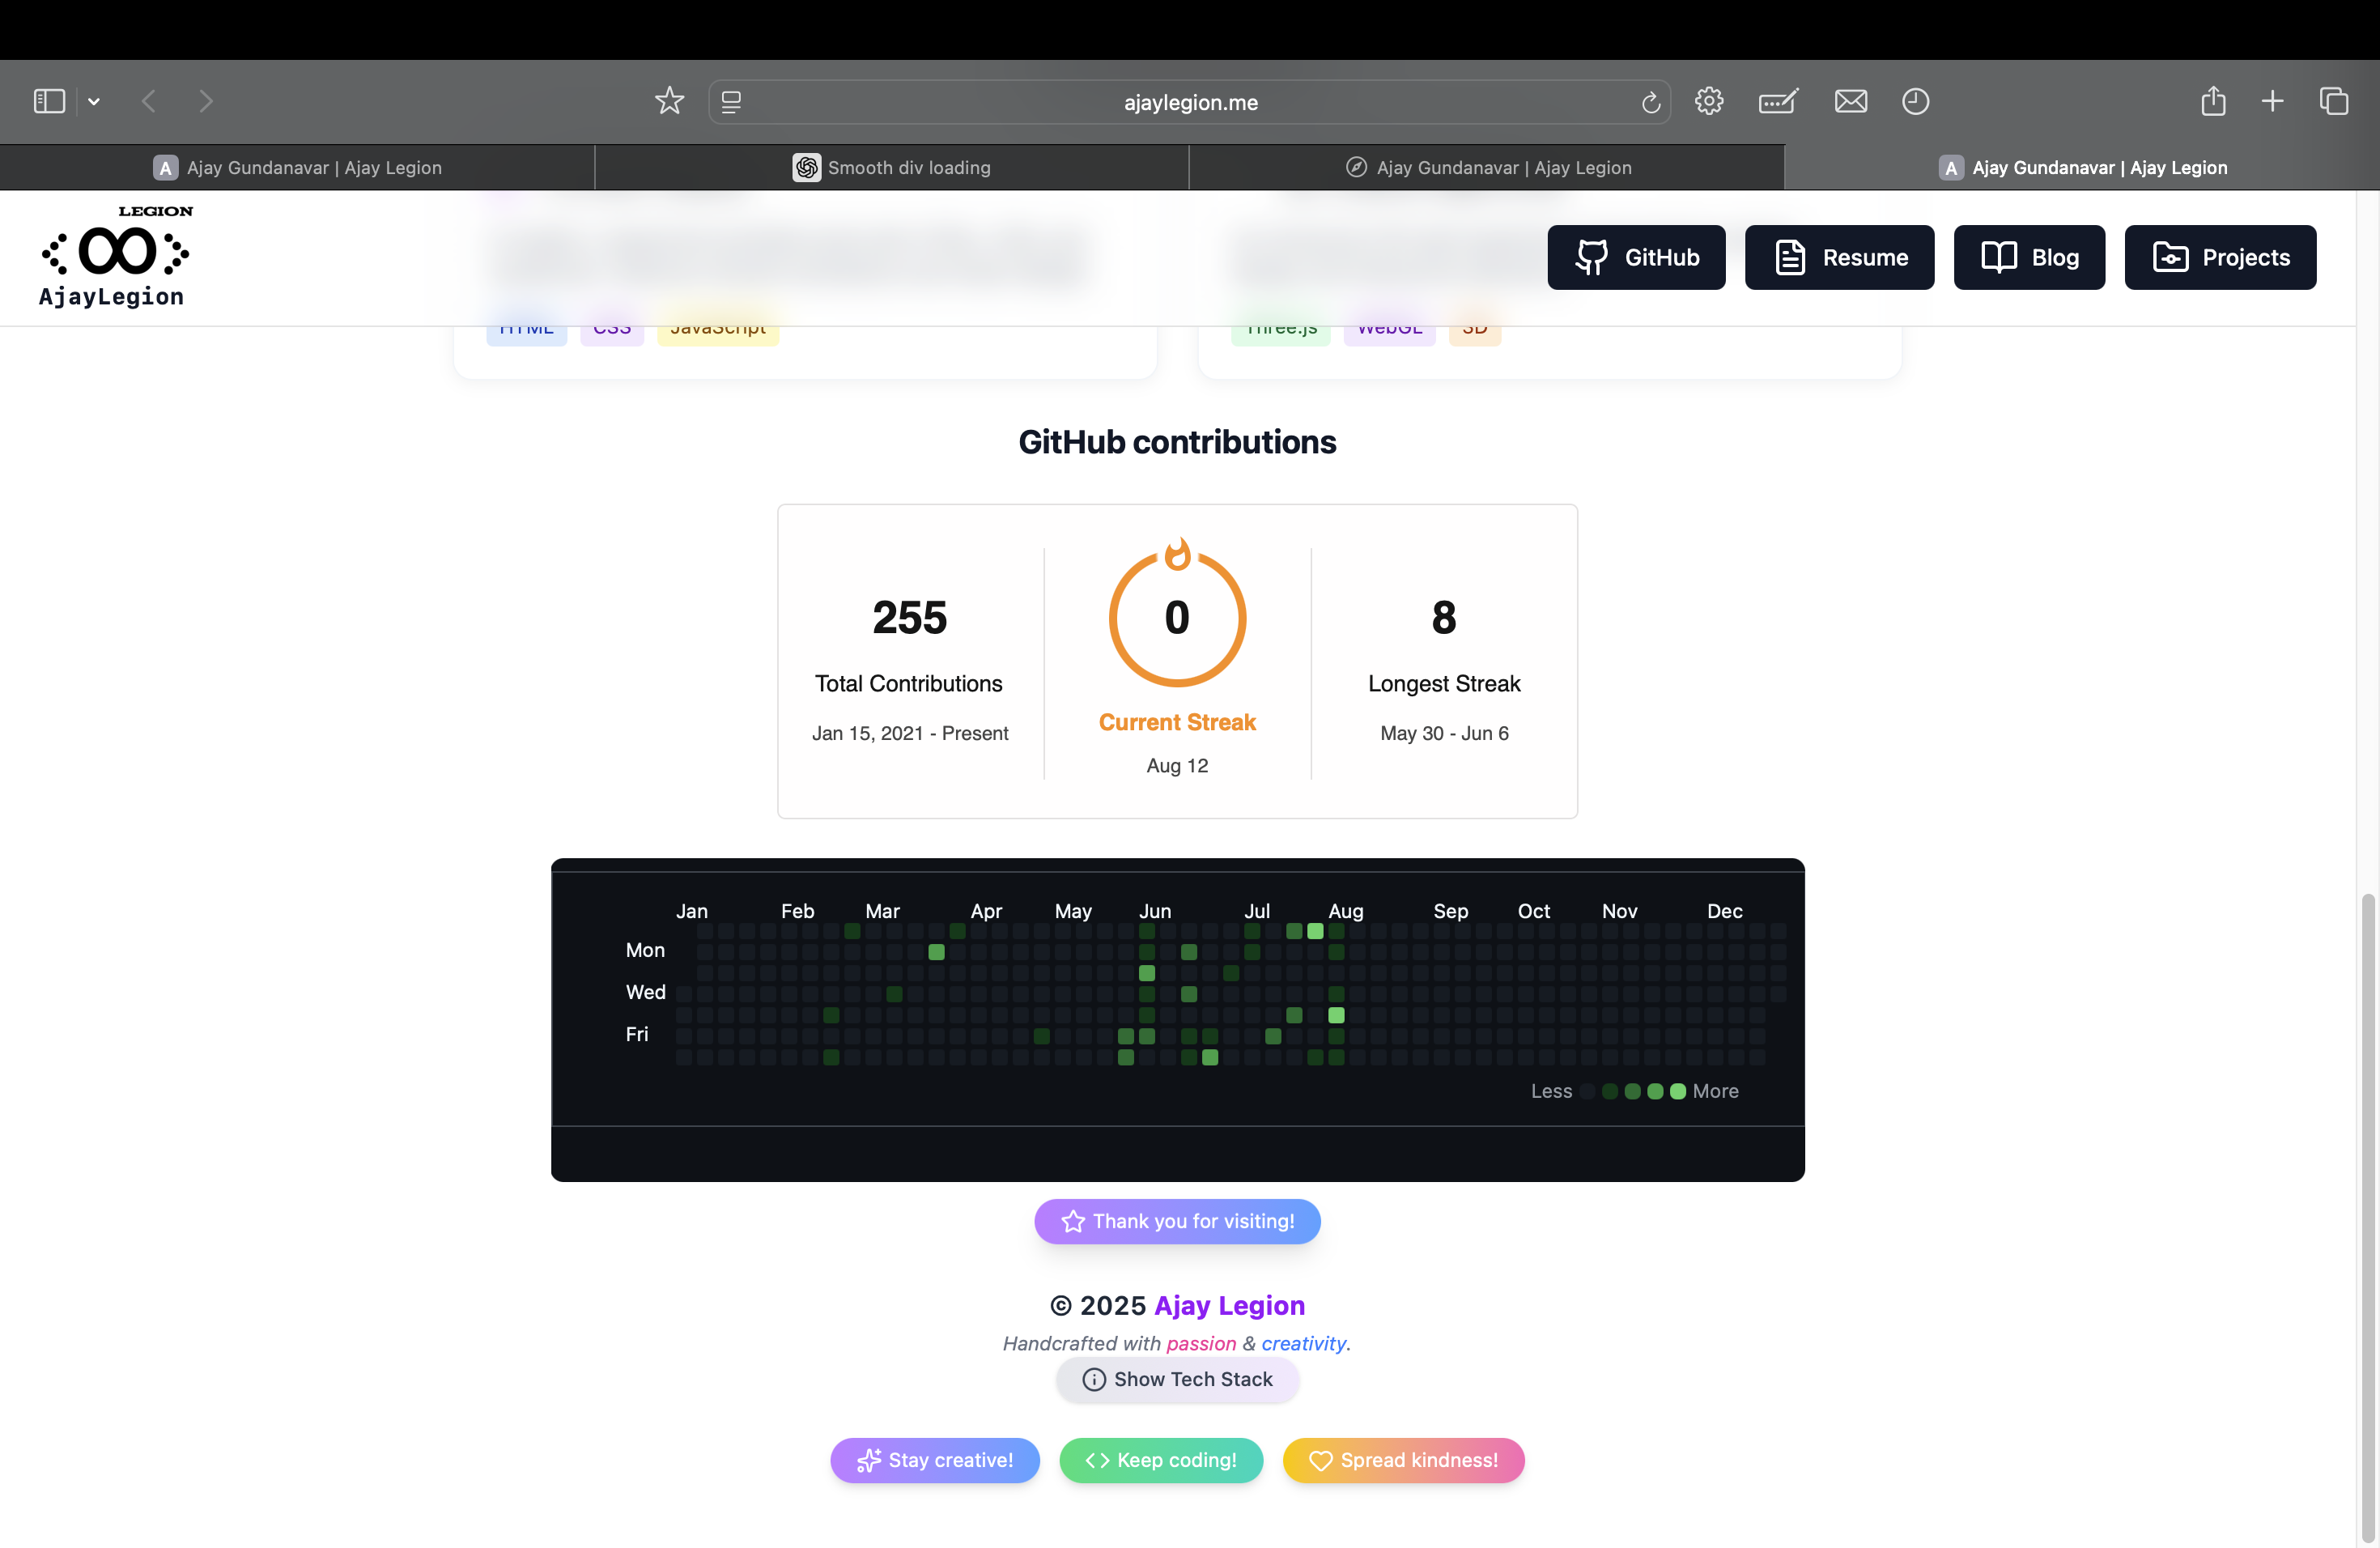 ajaylegion.me
A Ajay Gundanavar | Ajay Legion
Smooth div loading
Ajay Gundanavar | Ajay Legion
A Ajay Gundanavar | Ajay Legion
LEGION
AjayLegion
GitHub
Resume
Blog
Projects
HTML CSS JavaScript
Three.js WebGL 3D
GitHub contributions
255
Total Contributions
Jan 15, 2021 - Present
0
Current Streak
Aug 12
8
Longest Streak
May 30 - Jun 6
Jan Feb Mar Apr May Jun Jul Aug Sep Oct Nov Dec
Mon
Wed
Fri
Less More
Thank you for visiting!
© 2025 Ajay Legion
Handcrafted with passion & creativity.
Show Tech Stack
Stay creative!
Keep coding!
Spread kindness!